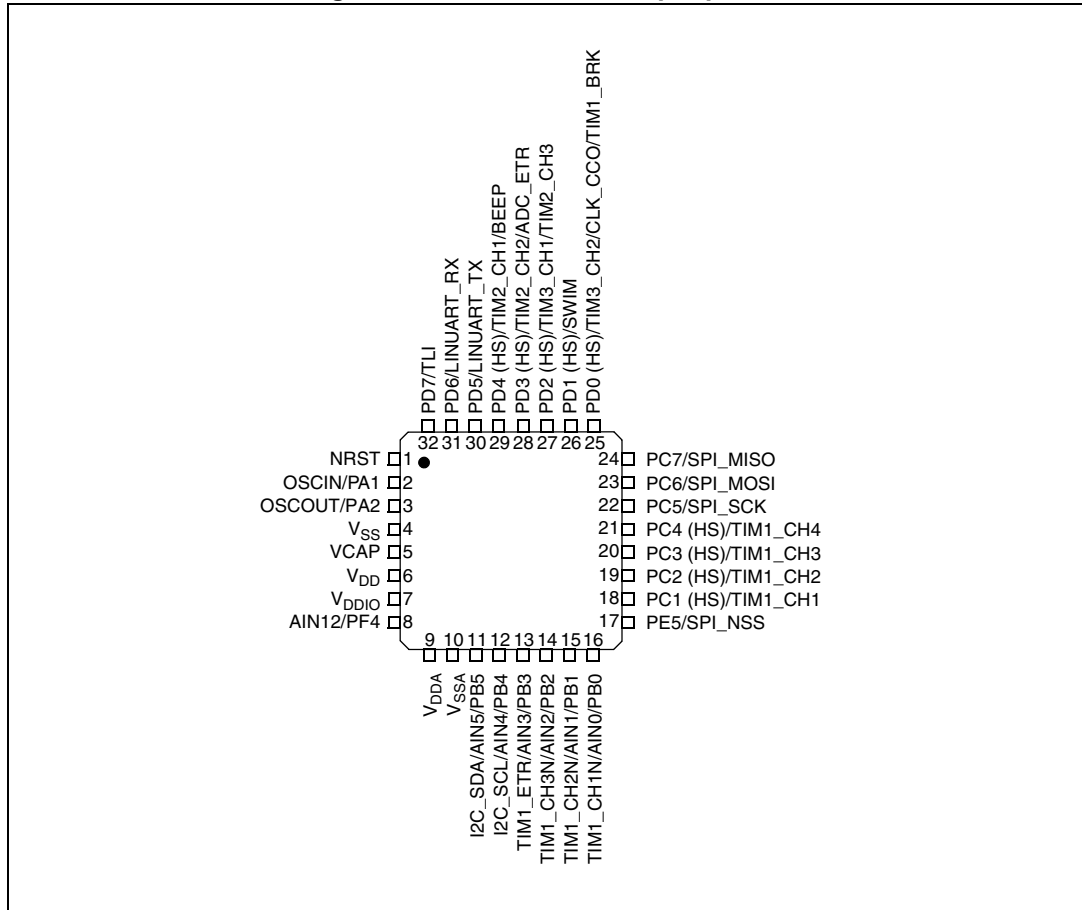 PD7/TLI
PD6/LINUART_RX
PD5/LINUART_TX
PD4 (HS)/TIM2_CH1/BEEP
PD3 (HS)/TIM2_CH2/ADC_ETR
PD2 (HS)/TIM3_CH1/TIM2_CH3
PD1 (HS)/SWIM
PD0 (HS)/TIM3_CH2/CLK_CCO/TIM1_BRK
32 31 30 29 28 27 26 25
NRST 1
OSCIN/PA1 2
OSCOUT/PA2 3
VSS 4
VCAP 5
VDD 6
VDDIO 7
AIN12/PF4 8
24 PC7/SPI_MISO
23 PC6/SPI_MOSI
22 PC5/SPI_SCK
21 PC4 (HS)/TIM1_CH4
20 PC3 (HS)/TIM1_CH3
19 PC2 (HS)/TIM1_CH2
18 PC1 (HS)/TIM1_CH1
17 PE5/SPI_NSS
9 10 11 12 13 14 15 16
VDDA
VSSA
I2C_SDA/AIN5/PB5
I2C_SCL/AIN4/PB4
TIM1_ETR/AIN3/PB3
TIM1_CH3N/AIN2/PB2
TIM1_CH2N/AIN1/PB1
TIM1_CH1N/AIN0/PB0